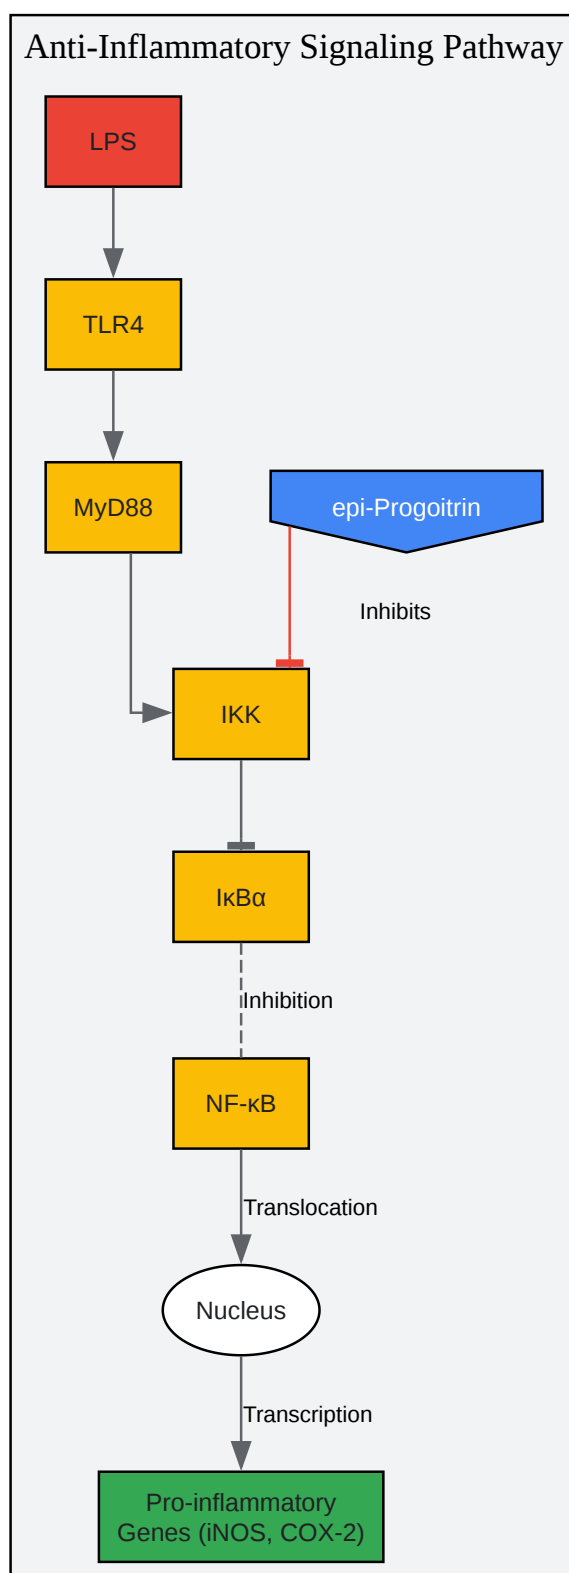 Anti-Inflammatory Signaling Pathway
LPS
TLR4
MyD88
epi-Progoitrin
Inhibits
IKK
IκBα
Inhibition
NF-κB
Translocation
Nucleus
Transcription
Pro-inflammatory
Genes (iNOS, COX-2)